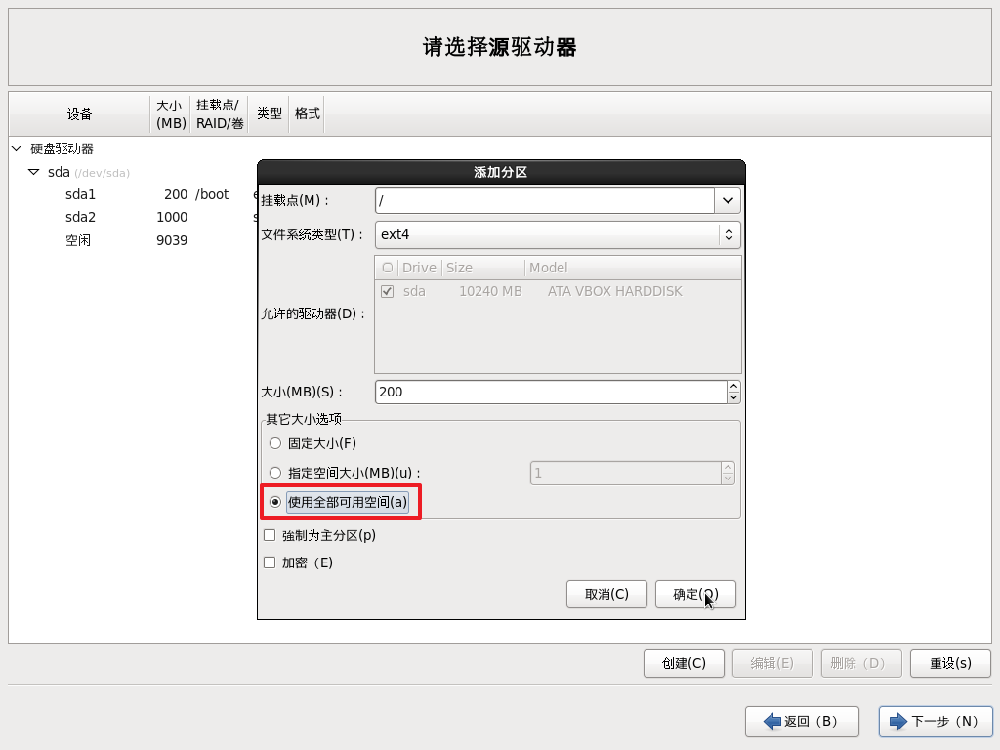 请选择源驱动器
设备 大小(MB) 挂载点/RAID/卷 类型 格式
硬盘驱动器
sda (/dev/sda)
sda1 200 /boot e
sda2 1000 s
空闲 9039
添加分区
挂载点(M)： /
文件系统类型(T)： ext4
Drive Size Model
允许的驱动器(D)： sda 10240 MB ATA VBOX HARDDISK
大小(MB)(S)： 200
其它大小选项
固定大小(F)
指定空间大小(MB)(u)： 1
使用全部可用空间(a)
強制为主分区(p)
加密（E)
取消(C) 确定(O)
创建(C) 编辑(E) 删除（D） 重设(s)
返回（B） 下一步（N）